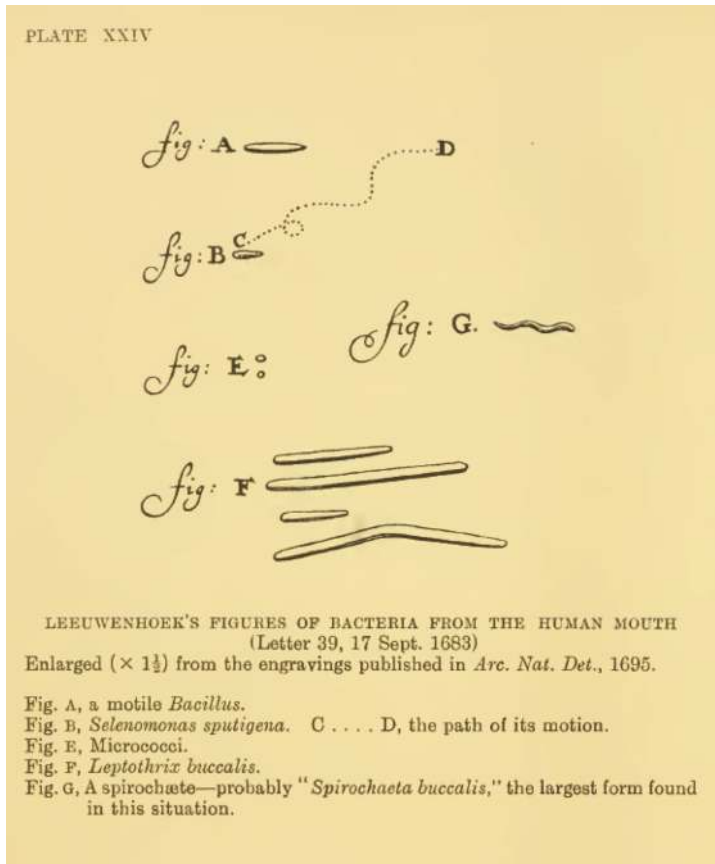 PLATE XXIV
fig: A
D
C
fig: B
fig: G.
fig: E
fig: F
LEEUWENHOEK'S FIGURES OF BACTERIA FROM THE HUMAN MOUTH
(Letter 39, 17 Sept. 1683)
Enlarged (× 1½) from the engravings published in Arc. Nat. Det., 1695.
Fig. A, a motile Bacillus.
Fig. B, Selenomonas sputigena. C . . . . D, the path of its motion.
Fig. E, Micrococci.
Fig. F, Leptothrix buccalis.
Fig. G, A spirochæte—probably “Spirochaeta buccalis,” the largest form found
in this situation.